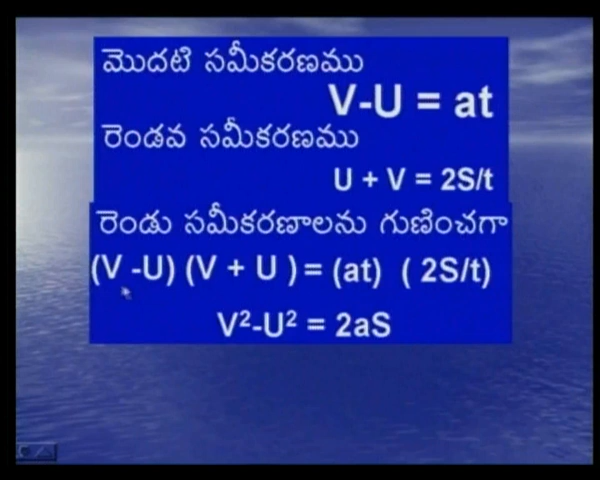 మొదటి సమీకరణము
V-U = at
రెండవ సమీకరణము
U + V = 2S/t
రెండు సమీకరణాలను గుణించగా
(V -U) (V + U ) = (at) ( 2S/t)
V²-U² = 2aS